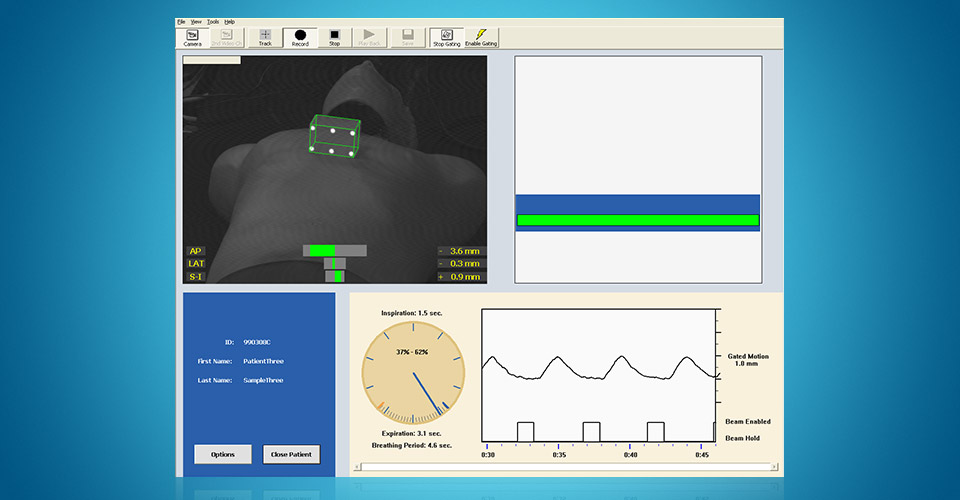 File View Tools Help
Camera 2nd Video Ch Track Record Stop Play Back Save Stop Gating Enable Gating
AP - 3.6 mm
LAT - 0.3 mm
S-I + 0.9 mm
ID: 990308C
First Name: PatientThree
Last Name: SampleThree
Options Close Patient
Inspiration: 1.5 sec.
37% - 62%
Expiration: 3.1 sec.
Breathing Period: 4.6 sec.
Gated Motion
1.8 mm
Beam Enabled
Beam Hold
0:30 0:35 0:40 0:45